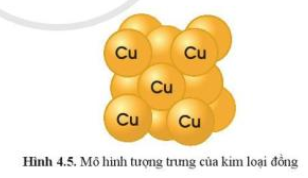 Cu Cu
Cu
Cu Cu
Hình 4.5. Mô hình tượng trưng của kim loại đồng